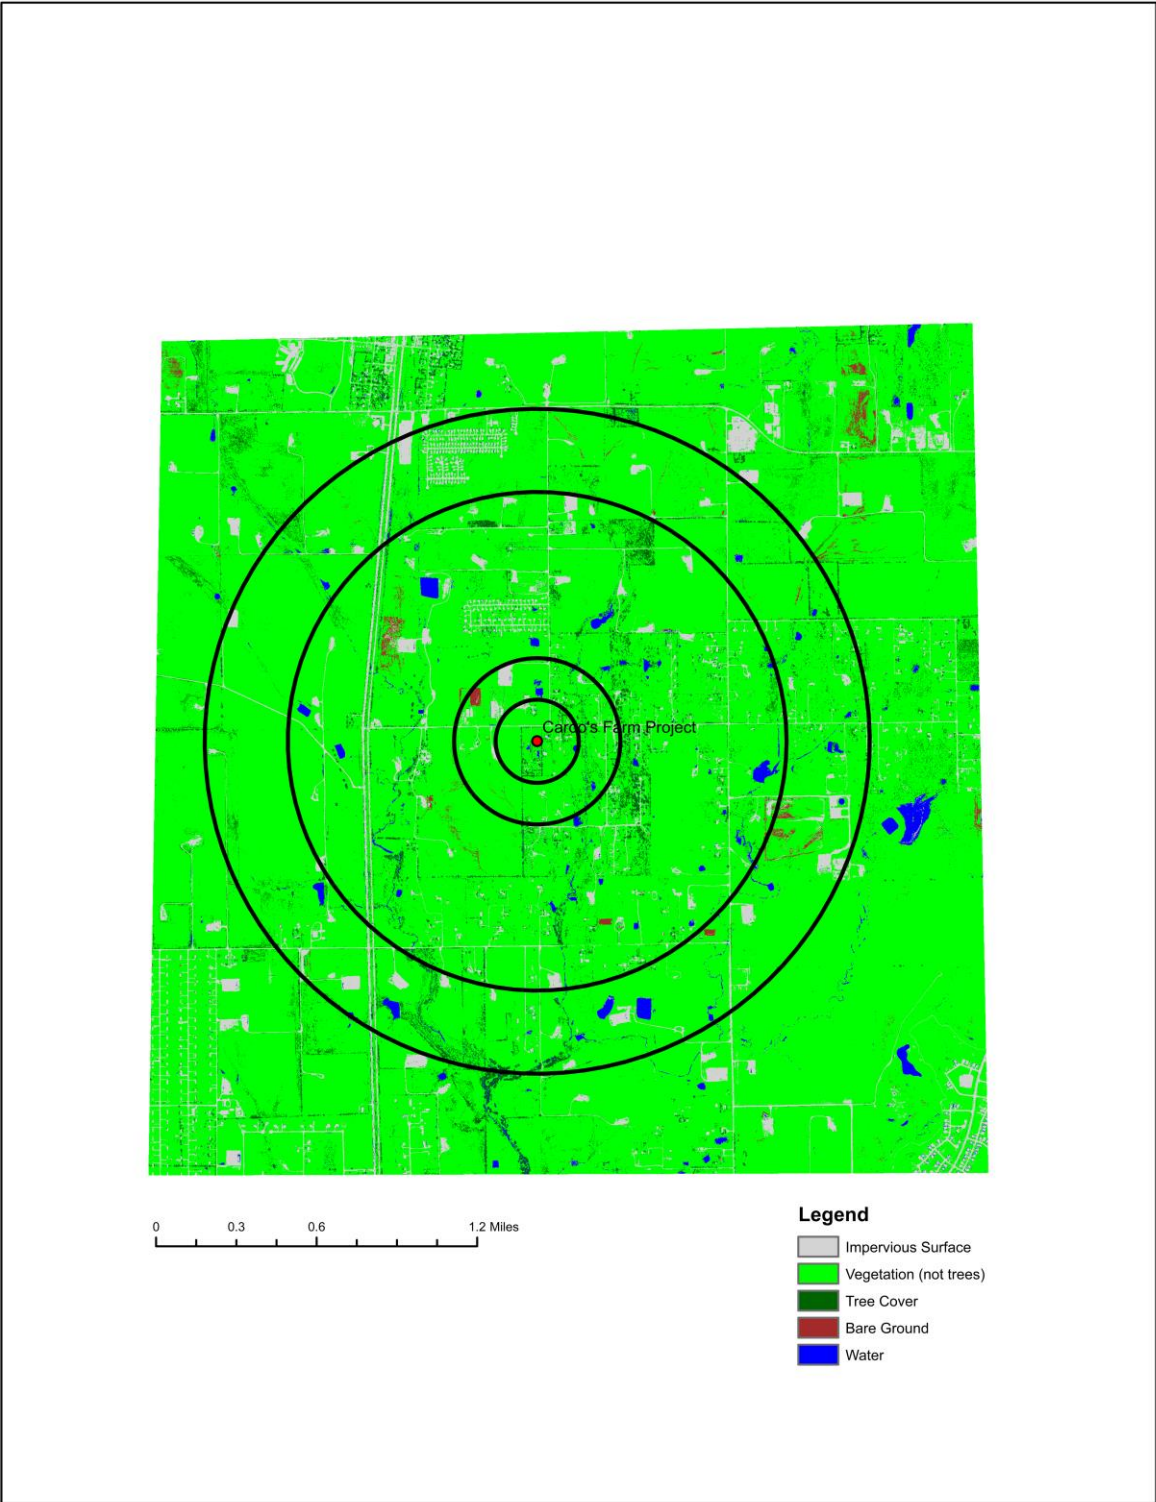 Cardo's Farm Project
0 0.3 0.6 1.2 Miles
Legend
Impervious Surface
Vegetation (not trees)
Tree Cover
Bare Ground
Water